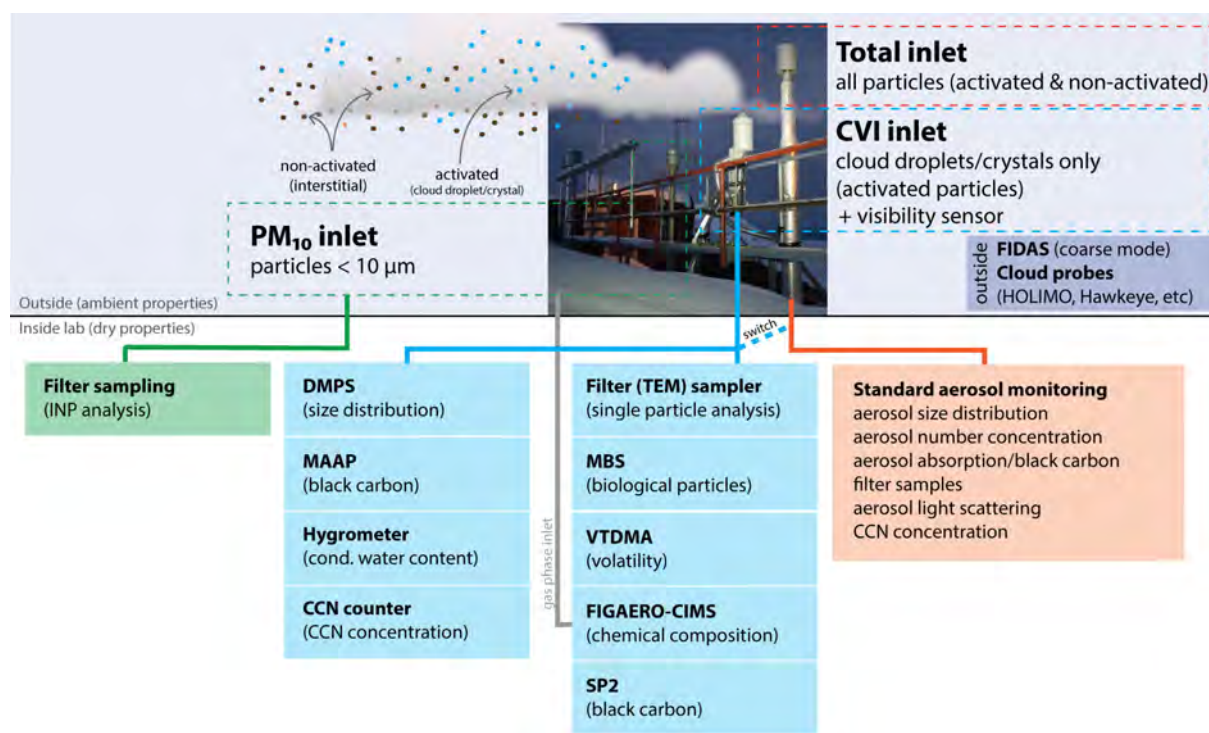 Total inlet
all particles (activated & non-activated)
CVI inlet
cloud droplets/crystals only
(activated particles)
+ visibility sensor
non-activated
(interstitial)
activated
(cloud droplet/crystal)
PM₁₀ inlet
particles < 10 µm
outside
FIDAS (coarse mode)
Cloud probes
(HOLIMO, Hawkeye, etc)
Outside (ambient properties)
Inside lab (dry properties)
switch
gas phase inlet
Filter sampling
(INP analysis)
DMPS
(size distribution)
MAAP
(black carbon)
Hygrometer
(cond. water content)
CCN counter
(CCN concentration)
Filter (TEM) sampler
(single particle analysis)
MBS
(biological particles)
VTDMA
(volatility)
FIGAERO-CIMS
(chemical composition)
SP2
(black carbon)
Standard aerosol monitoring
aerosol size distribution
aerosol number concentration
aerosol absorption/black carbon
filter samples
aerosol light scattering
CCN concentration